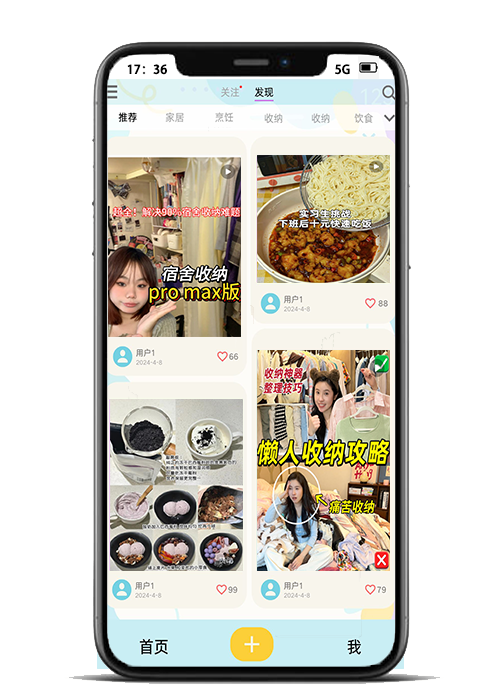 17：36
5G
关注
发现
推荐
家居
烹饪
收纳
收纳
饮食
超全！解决90%宿舍收纳难题
宿舍收纳
pro max版
用户1
2024-4-8
66
实习生挑战
下班后十元快速吃饭
用户1
2024-4-8
88
收纳神器
整理技巧
懒人收纳攻略
痛苦收纳
用户1
2024-4-8
79
用户1
2024-4-8
99
首页
我